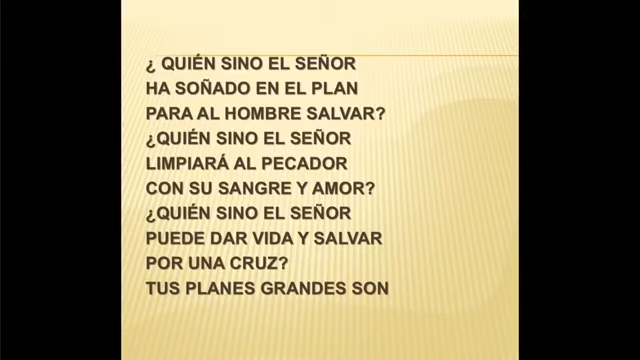 ¿ QUIÉN SINO EL SEÑOR
HA SOÑADO EN EL PLAN
PARA AL HOMBRE SALVAR?
¿QUIÉN SINO EL SEÑOR
LIMPIARÁ AL PECADOR
CON SU SANGRE Y AMOR?
¿QUIÉN SINO EL SEÑOR
PUEDE DAR VIDA Y SALVAR
POR UNA CRUZ?
TUS PLANES GRANDES SON